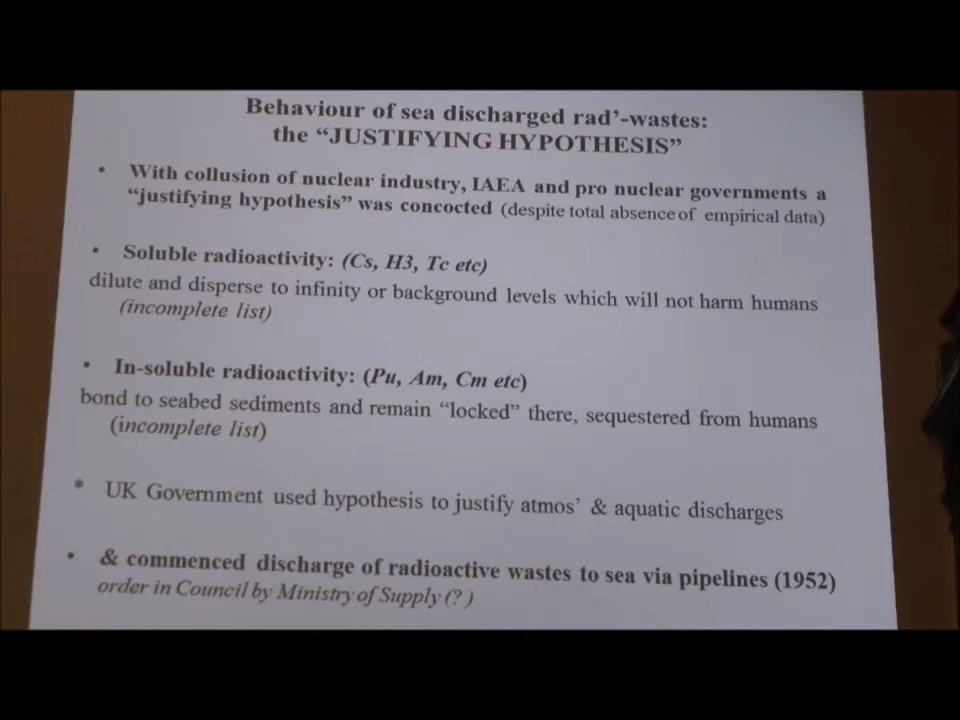 Behaviour of sea discharged rad'-wastes:
the "JUSTIFYING HYPOTHESIS"
• With collusion of nuclear industry, IAEA and pro nuclear governments a
"justifying hypothesis" was concocted (despite total absence of empirical data)
• Soluble radioactivity: (Cs, H3, Tc etc)
dilute and disperse to infinity or background levels which will not harm humans
(incomplete list)
• In-soluble radioactivity: (Pu, Am, Cm etc)
bond to seabed sediments and remain "locked" there, sequestered from humans
(incomplete list)
* UK Government used hypothesis to justify atmos' & aquatic discharges
• & commenced discharge of radioactive wastes to sea via pipelines (1952)
order in Council by Ministry of Supply (? )